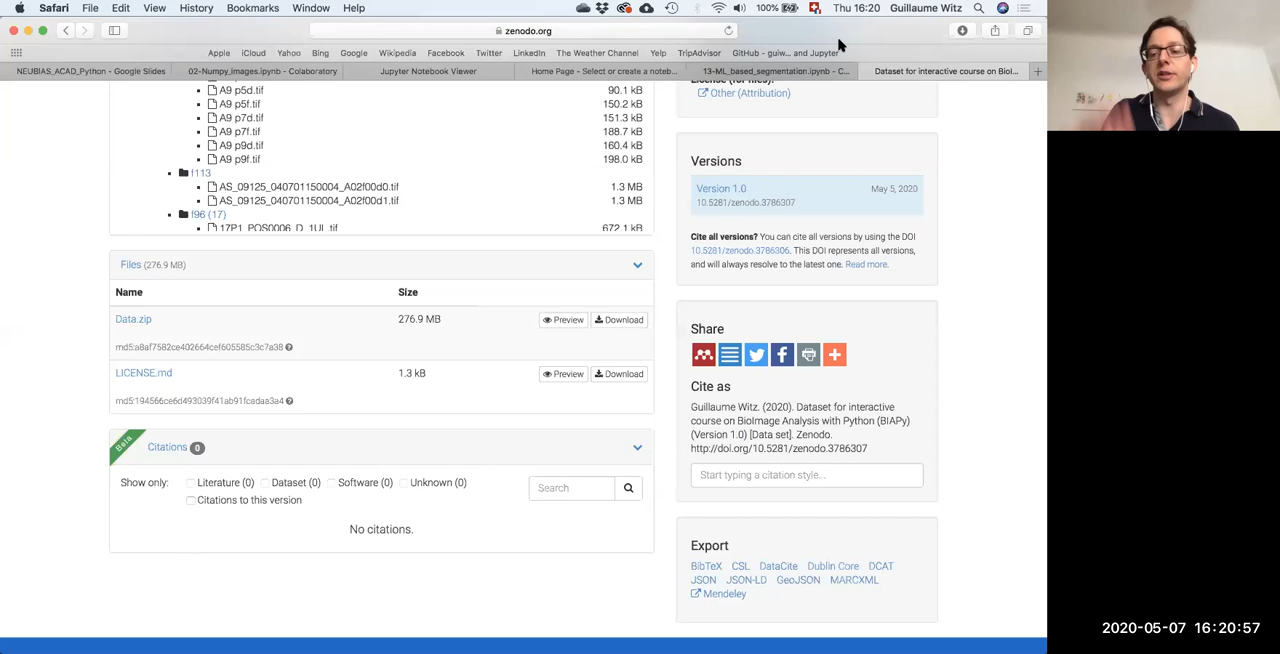 Safari File Edit View History Bookmarks Window Help 100% Thu 16:20 Guillaume Witz
zenodo.org
Apple iCloud Yahoo Bing Google Wikipedia Facebook Twitter LinkedIn The Weather Channel Yelp TripAdvisor GitHub - guiw... and Jupyter
NEUBIAS_ACAD_Python - Google Slides 02-Numpy_images.ipynb - Colaboratory Jupyter Notebook Viewer Home Page - Select or create a noteb... 13-ML_based_segmentation.ipynb - C... Dataset for interactive course on BioI...
A9 p5d.tif 90.1 kB
A9 p5f.tif 150.2 kB
A9 p7d.tif 151.3 kB
A9 p7f.tif 188.7 kB
A9 p9d.tif 160.4 kB
A9 p9f.tif 198.0 kB
f113
AS_09125_040701150004_A02f00d0.tif 1.3 MB
AS_09125_040701150004_A02f00d1.tif 1.3 MB
f96 (17)
17P1_POS0006_D_1UL.tif 672.1 kB
Files (276.9 MB)
Name Size
Data.zip 276.9 MB Preview Download
md5:a8af7582ce402664cef605585c3c7a38
LICENSE.md 1.3 kB Preview Download
md5:194566ce6d493039f41ab91fcadaa3a4
Beta Citations 0
Show only: Literature (0) Dataset (0) Software (0) Unknown (0)
Citations to this version
Search
No citations.
License (for files):
Other (Attribution)
Versions
Version 1.0 May 5, 2020
10.5281/zenodo.3786307
Cite all versions? You can cite all versions by using the DOI
10.5281/zenodo.3786306. This DOI represents all versions,
and will always resolve to the latest one. Read more.
Share
Cite as
Guillaume Witz. (2020). Dataset for interactive
course on BioImage Analysis with Python (BIAPy)
(Version 1.0) [Data set]. Zenodo.
http://doi.org/10.5281/zenodo.3786307
Start typing a citation style...
Export
BibTeX CSL DataCite Dublin Core DCAT
JSON JSON-LD GeoJSON MARCXML
Mendeley
2020-05-07 16:20:57